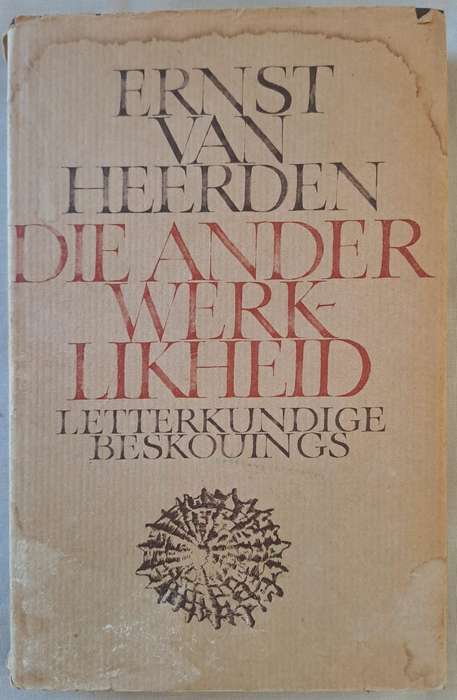 ERNST
VAN
HEERDEN
DIE ANDER
WERK-
LIKHEID
LETTERKUNDIGE
BESKOUINGS